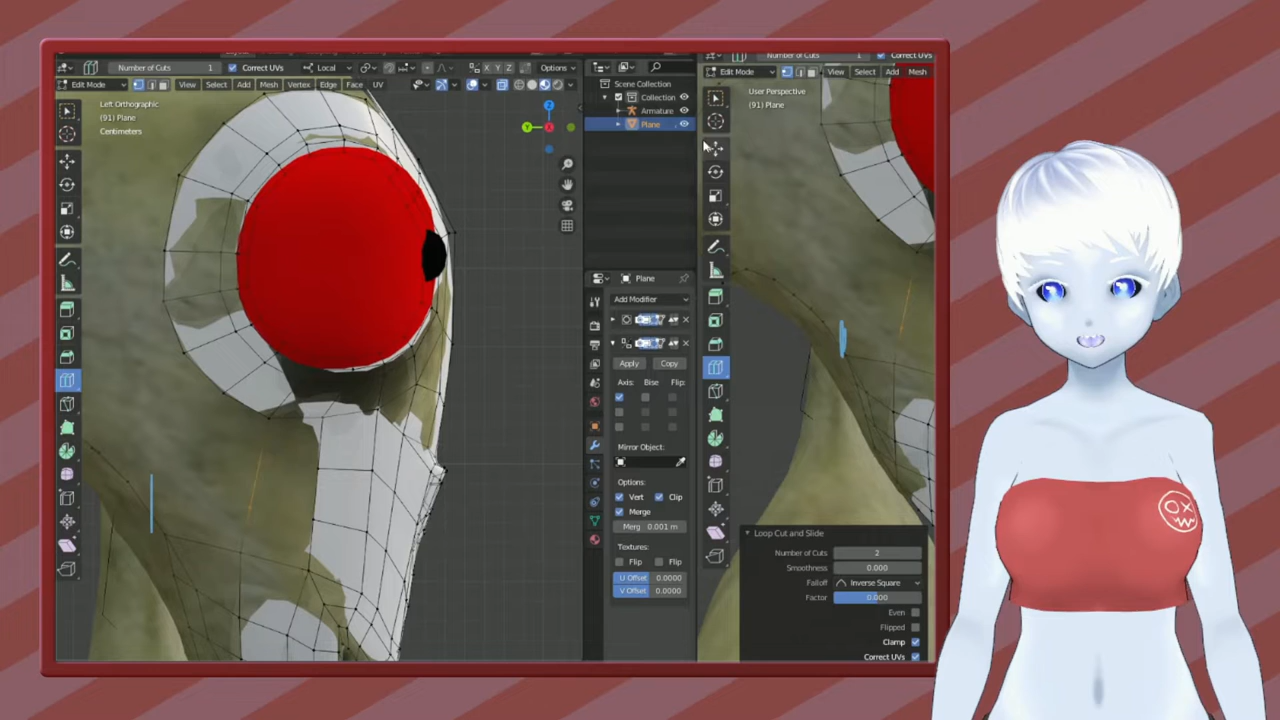 Number of Cuts 1 Correct UVs Local X Y Z Options
Edit Mode View Select Add Mesh Vertex Edge Face UV
Left Orthographic
(91) Plane
Centimeters
Scene Collection
Collection
Armature
Plane
Plane
Add Modifier
Apply Copy
Axis: Bise Flip:
Mirror Object:
Options:
Vert Clip
Merge
Merg 0.001 m
Textures:
Flip Flip
U Offset 0.0000
V Offset 0.0000
Number of Cuts 1 Correct UVs
Edit Mode View Select Add Mesh
User Perspective
(91) Plane
Loop Cut and Slide
Number of Cuts 2
Smoothness 0.000
Falloff Inverse Square
Factor 0.000
Even
Flipped
Clamp
Correct UVs